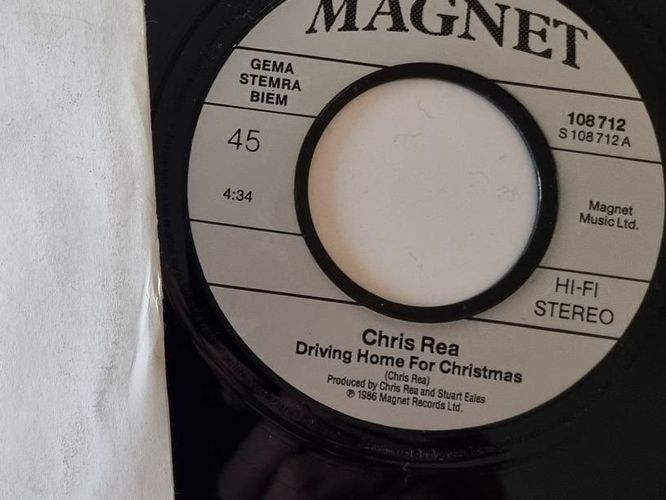 MAGNET
GEMA
STEMRA
BIEM
45
4:34
108 712
S 108 712 A
Magnet
Music Ltd.
HI-FI
STEREO
Chris Rea
Driving Home For Christmas
(Chris Rea)
Produced by Chris Rea and Stuart Eales
℗ 1986 Magnet Records Ltd.